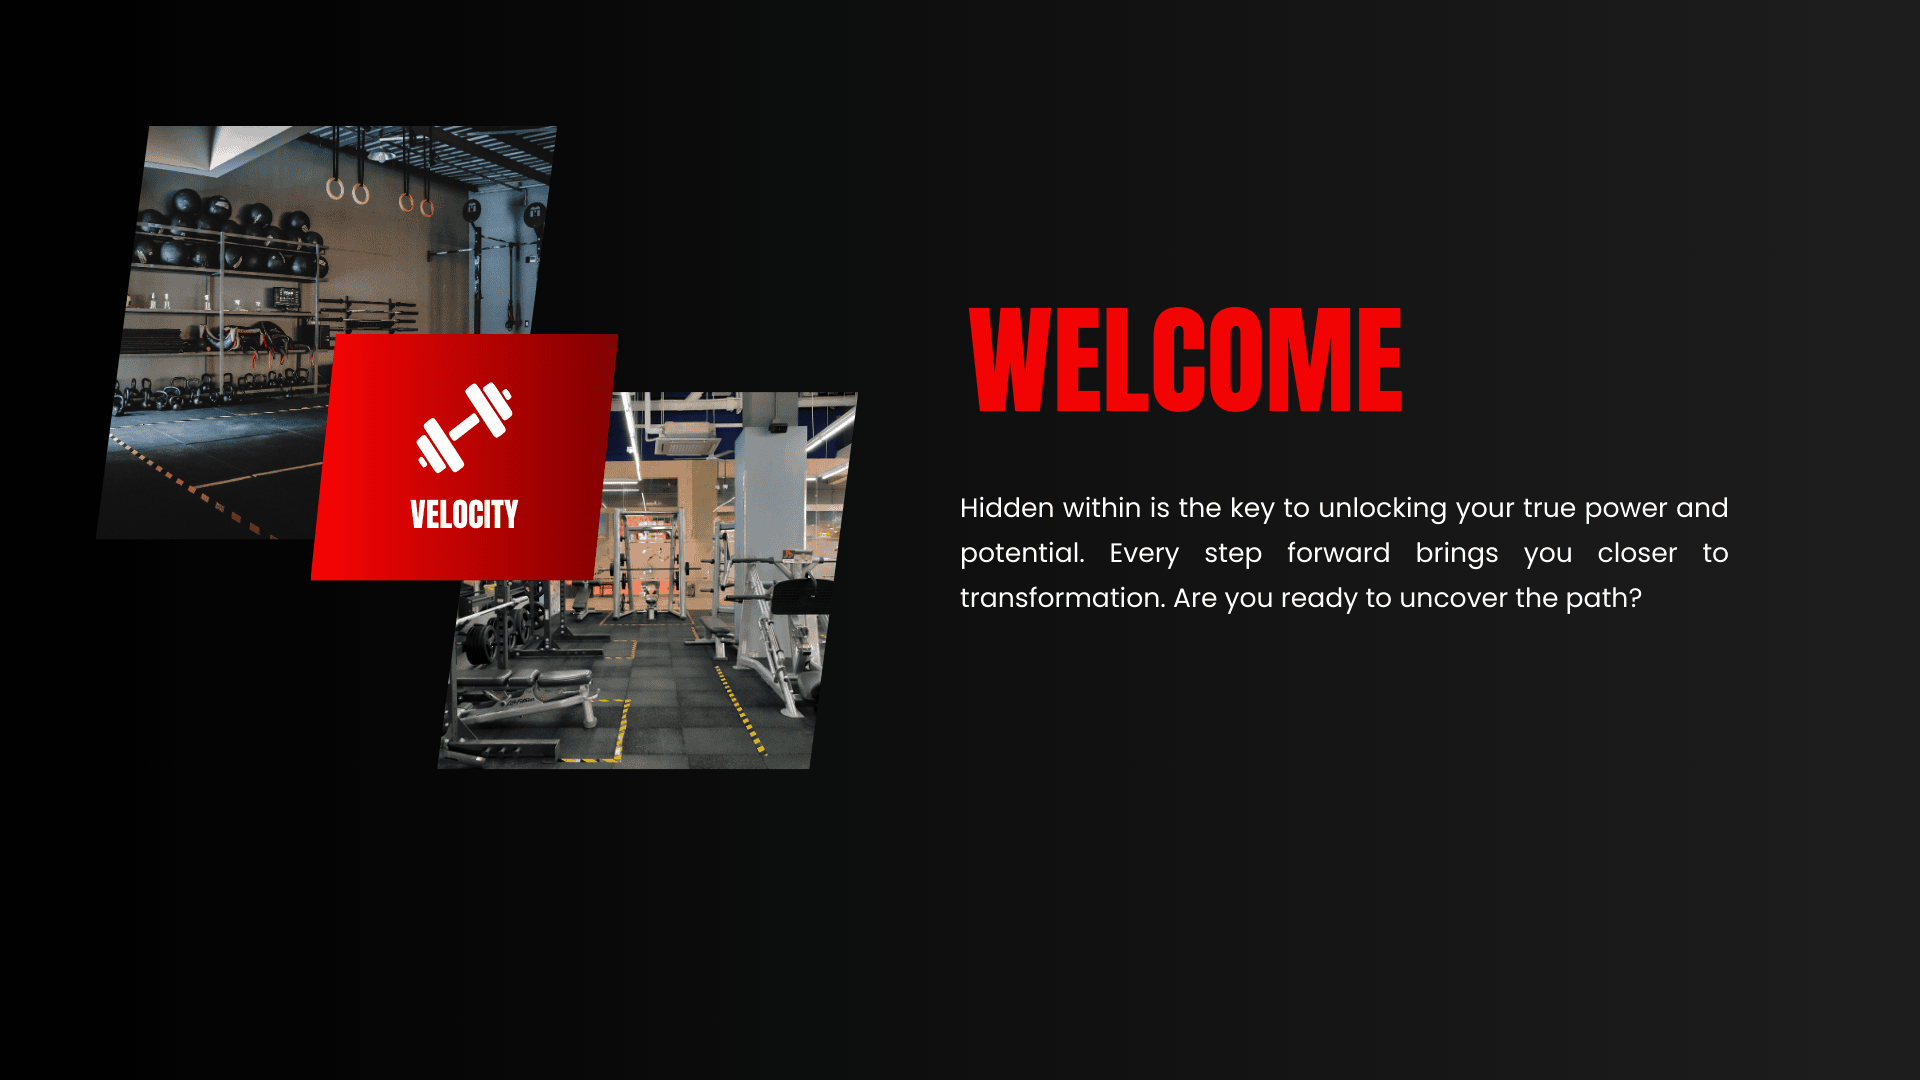 WELCOME
VELOCITY
Hidden within is the key to unlocking your true power and
potential. Every step forward brings you closer to
transformation. Are you ready to uncover the path?